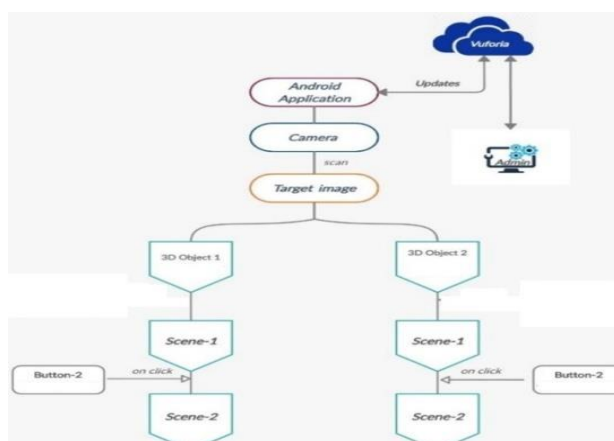 Vuforia
Android
Application
Updates
Camera
Admin
scan
Target image
3D Object 1
3D Object 2
Scene-1
Scene-1
Button-2
on click
on click
Button-2
Scene-2
Scene-2